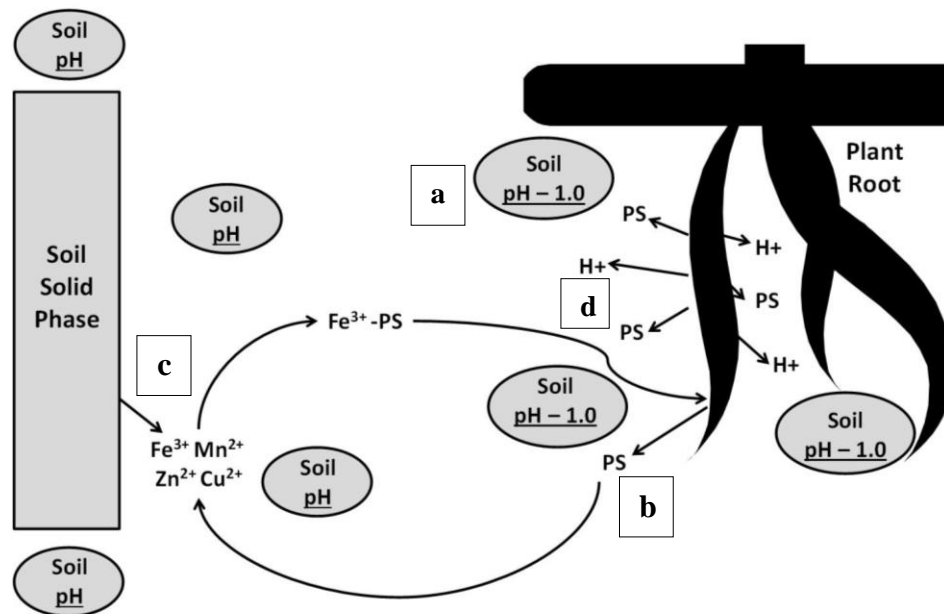 Soil
pH
Soil
Solid
Phase
Soil
pH
Soil
pH
a
Soil
pH – 1.0
Plant
Root
PS
H+
H+
d
PS
PS
H+
Fe³⁺ -PS
c
Fe³⁺ Mn²⁺
Zn²⁺ Cu²⁺
Soil
pH
Soil
pH – 1.0
Soil
pH – 1.0
PS
b